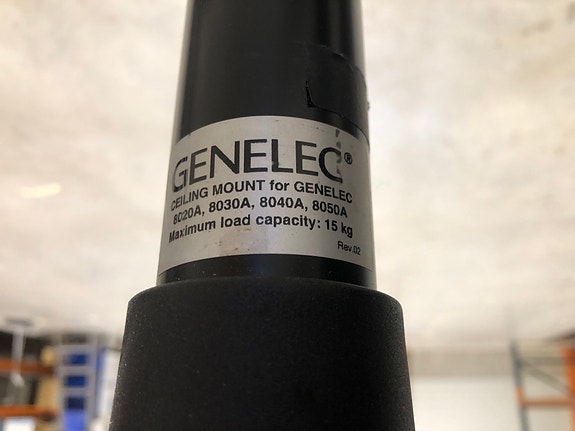 GENELEC®
CEILING MOUNT for GENELEC
8020A, 8030A, 8040A, 8050A
Maximum load capacity: 15 kg
Rev.02